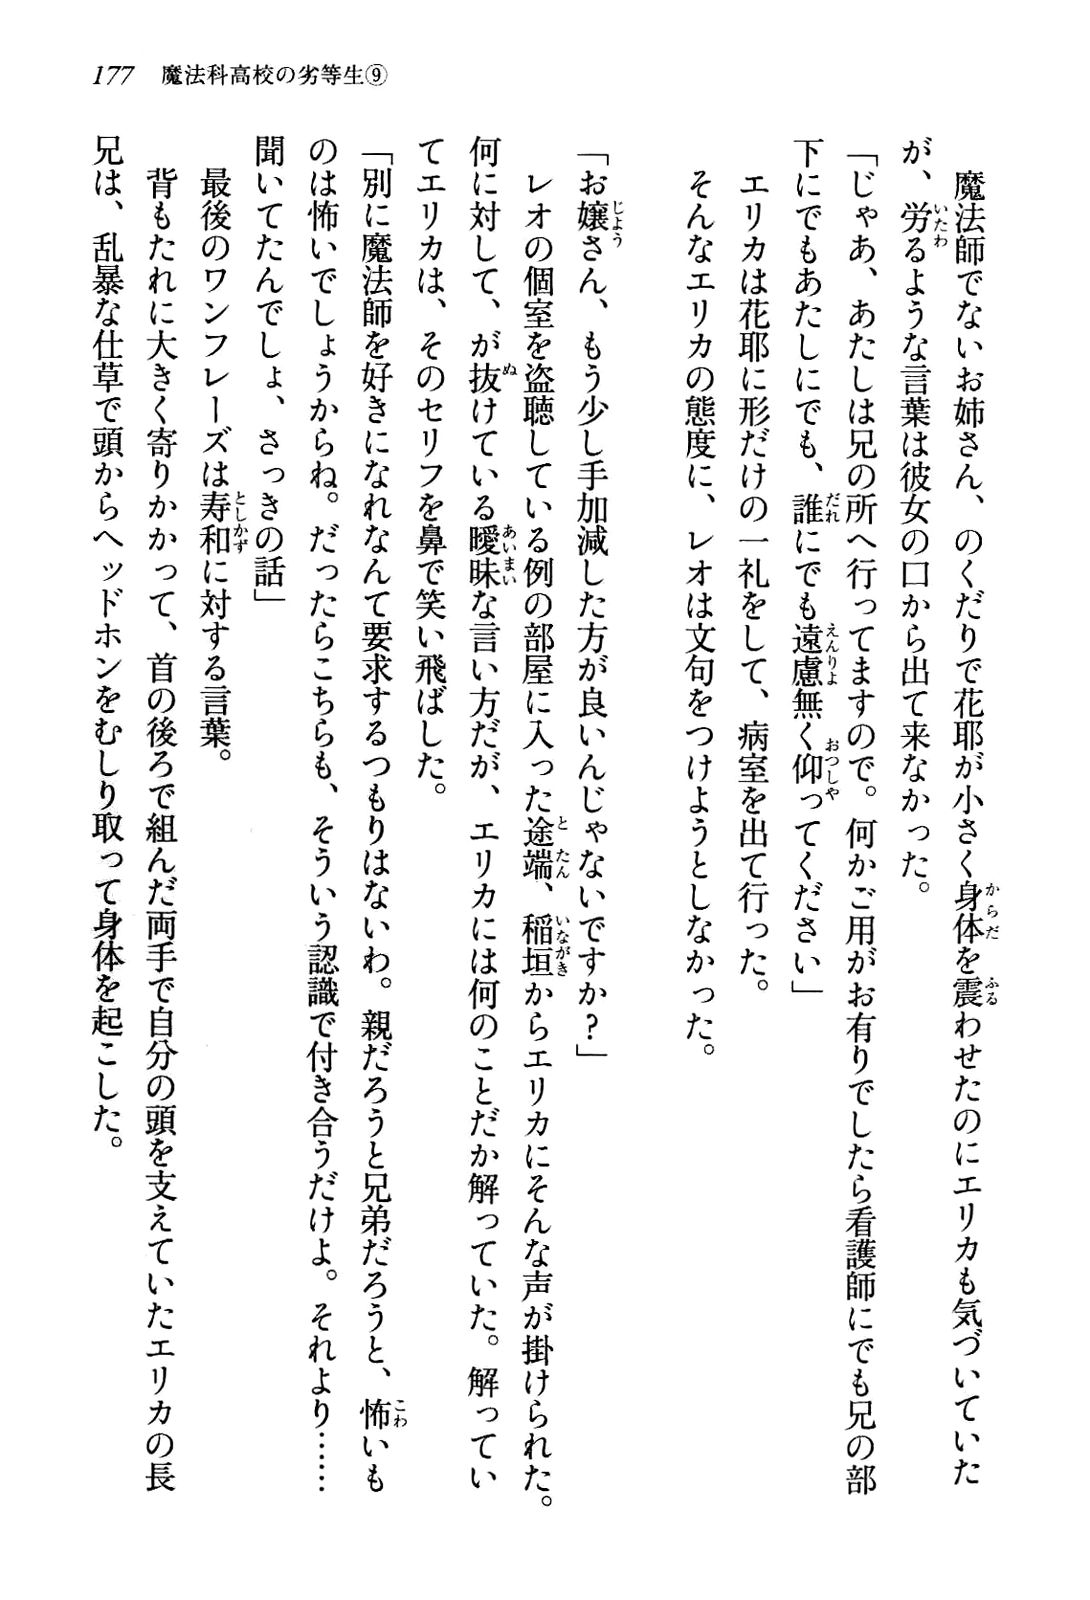 177 魔法科高校の劣等生⑨
魔法師でないお姉さん、のくだりで花耶が小さく身体を震わせたのにエリカも気づいていた
が、労るような言葉は彼女の口から出て来なかった。
「じゃあ、あたしは兄の所へ行ってますので。何かご用がお有りでしたら看護師にでも兄の部
下にでもあたしにでも、誰にでも遠慮無く仰ってください」
エリカは花耶に形だけの一礼をして、病室を出て行った。
そんなエリカの態度に、レオは文句をつけようとしなかった。
「お嬢さん、もう少し手加減した方が良いんじゃないですか?」
レオの個室を盗聴している例の部屋に入った途端、稲垣からエリカにそんな声が掛けられた。
何に対して、が抜けている曖昧な言い方だが、エリカには何のことだか解っていた。解ってい
てエリカは、そのセリフを鼻で笑い飛ばした。
「別に魔法師を好きになれなんて要求するつもりはないわ。親だろうと兄弟だろうと、怖いも
のは怖いでしょうからね。だったらこちらも、そういう認識で付き合うだけよ。それより……
聞いてたんでしょ、さっきの話」
最後のワンフレーズは寿和に対する言葉。
背もたれに大きく寄りかかって、首の後ろで組んだ両手で自分の頭を支えていたエリカの長
兄は、乱暴な仕草で頭からヘッドホンをむしり取って身体を起こした。